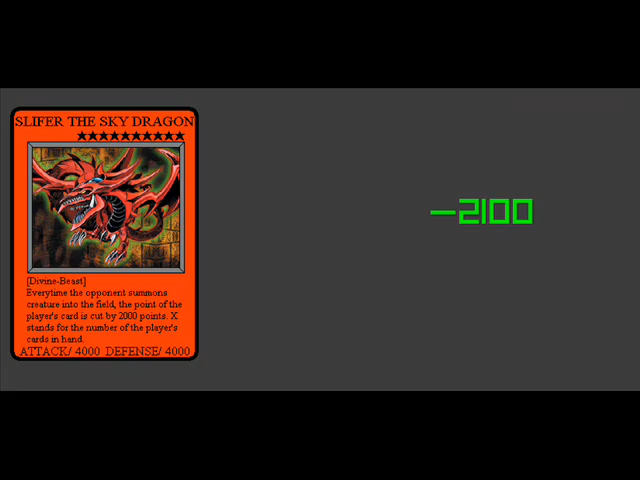 SLIFER THE SKY DRAGON
[Divine-Beast]
Everytime the opponent summons
creature into the field, the point of the
player's card is cut by 2000 points. X
stands for the number of the player's
cards in hand.
ATTACK/ 4000 DEFENSE/ 4000
-2100